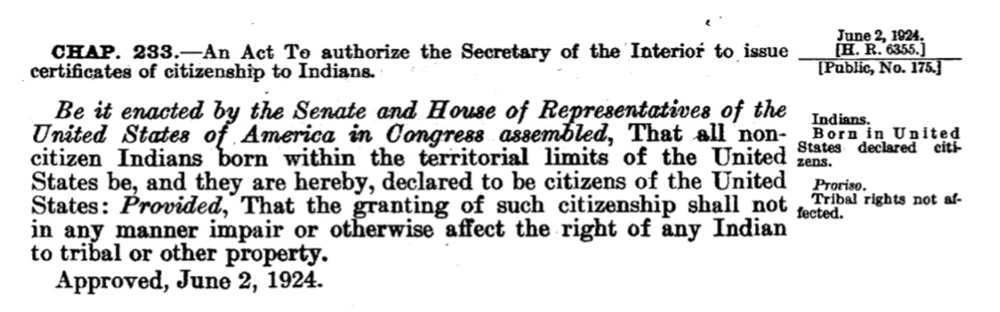 CHAP. 233.—An Act To authorize the Secretary of the Interior to issue
certificates of citizenship to Indians.
June 2, 1924.
[H. R. 6355.]
[Public, No. 175.]
Be it enacted by the Senate and House of Representatives of the
United States of America in Congress assembled, That all non-
citizen Indians born within the territorial limits of the United
States be, and they are hereby, declared to be citizens of the United
States: Provided, That the granting of such citizenship shall not
in any manner impair or otherwise affect the right of any Indian
to tribal or other property.
Approved, June 2, 1924.
Indians.
Born in United
States declared citi-
zens.
Proviso.
Tribal rights not af-
fected.